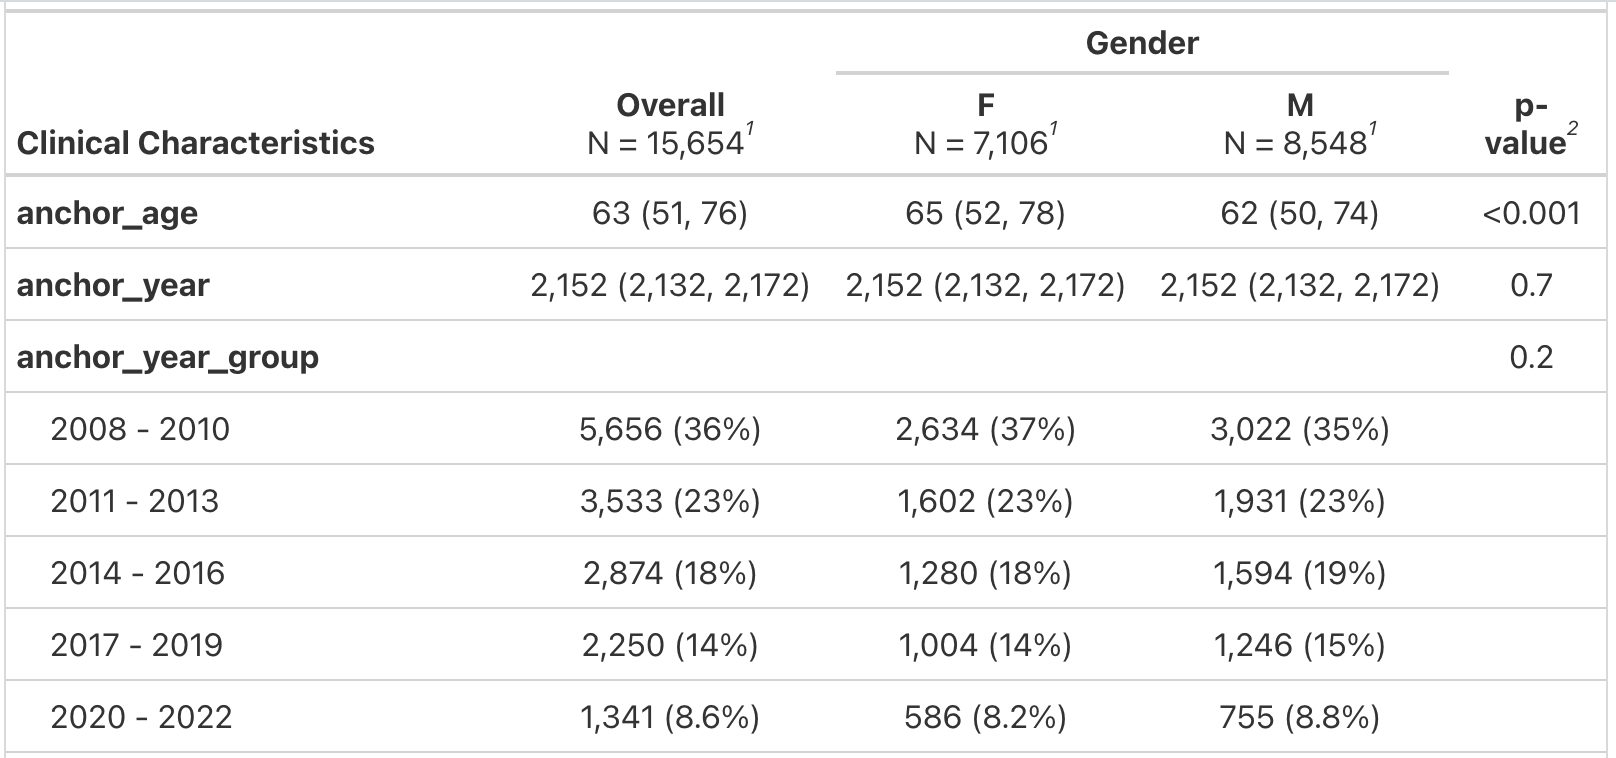 Gender
Overall F M p-
Clinical Characteristics N = 15,654¹ N = 7,106¹ N = 8,548¹ value²
anchor_age 63 (51, 76) 65 (52, 78) 62 (50, 74) <0.001
anchor_year 2,152 (2,132, 2,172) 2,152 (2,132, 2,172) 2,152 (2,132, 2,172) 0.7
anchor_year_group 0.2
2008 - 2010 5,656 (36%) 2,634 (37%) 3,022 (35%)
2011 - 2013 3,533 (23%) 1,602 (23%) 1,931 (23%)
2014 - 2016 2,874 (18%) 1,280 (18%) 1,594 (19%)
2017 - 2019 2,250 (14%) 1,004 (14%) 1,246 (15%)
2020 - 2022 1,341 (8.6%) 586 (8.2%) 755 (8.8%)